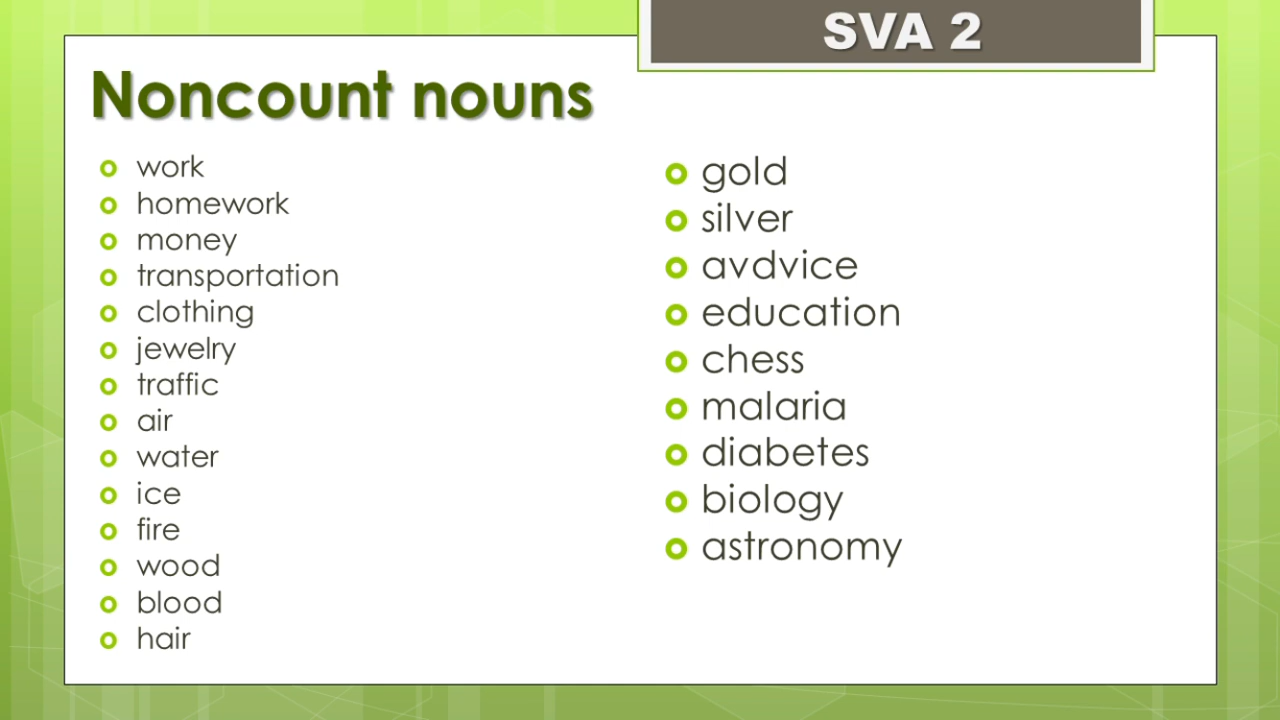 SVA 2
Noncount nouns
work
homework
money
transportation
clothing
jewelry
traffic
air
water
ice
fire
wood
blood
hair
gold
silver
avdvice
education
chess
malaria
diabetes
biology
astronomy